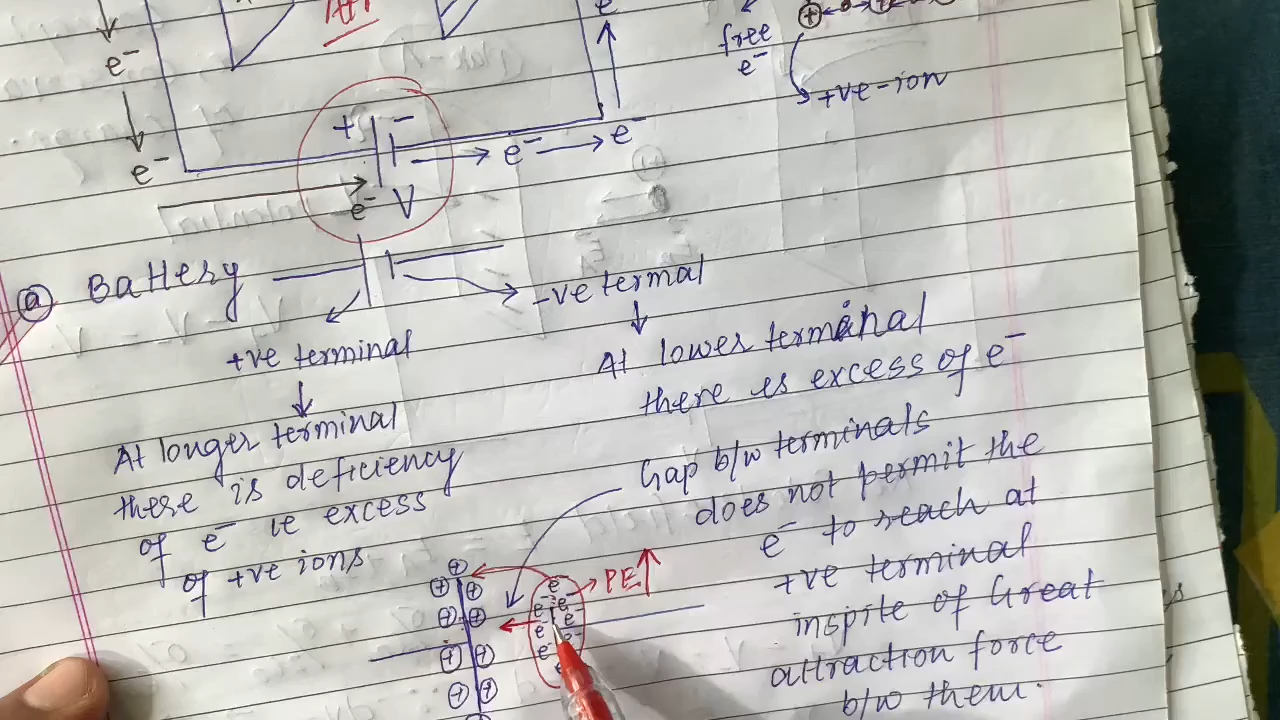 e⁻
e⁻
e
free
e⁻
+ve-ion
+ −
e⁻ → e⁻
e⁻ V
ⓐ Battery
-ve termal
+ve terminal
At lower terminal
there is excess of e⁻
At longer terminal
there is deficiency
of e⁻ ie excess
of +ve ions
Gap b/w terminals
does not permit the
e⁻ to reach at
+ve terminal
inspite of Great
attraction force
b/w them.
PE↑